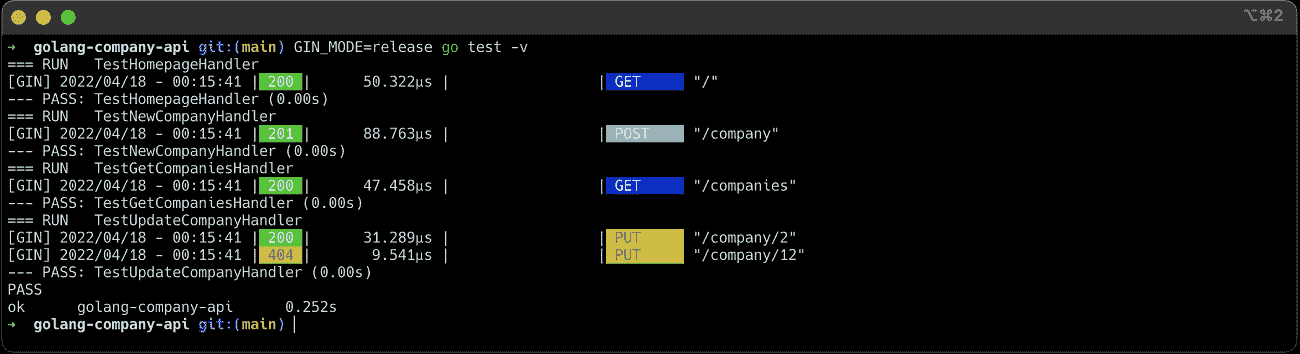 ⌥⌘2
➜  golang-company-api git:(main) GIN_MODE=release go test -v
=== RUN   TestHomepageHandler
[GIN] 2022/04/18 - 00:15:41 | 200 |      50.322µs |                 | GET      "/"
--- PASS: TestHomepageHandler (0.00s)
=== RUN   TestNewCompanyHandler
[GIN] 2022/04/18 - 00:15:41 | 201 |      88.763µs |                 | POST     "/company"
--- PASS: TestNewCompanyHandler (0.00s)
=== RUN   TestGetCompaniesHandler
[GIN] 2022/04/18 - 00:15:41 | 200 |      47.458µs |                 | GET      "/companies"
--- PASS: TestGetCompaniesHandler (0.00s)
=== RUN   TestUpdateCompanyHandler
[GIN] 2022/04/18 - 00:15:41 | 200 |      31.289µs |                 | PUT      "/company/2"
[GIN] 2022/04/18 - 00:15:41 | 404 |       9.541µs |                 | PUT      "/company/12"
--- PASS: TestUpdateCompanyHandler (0.00s)
PASS
ok      golang-company-api      0.252s
➜  golang-company-api git:(main)